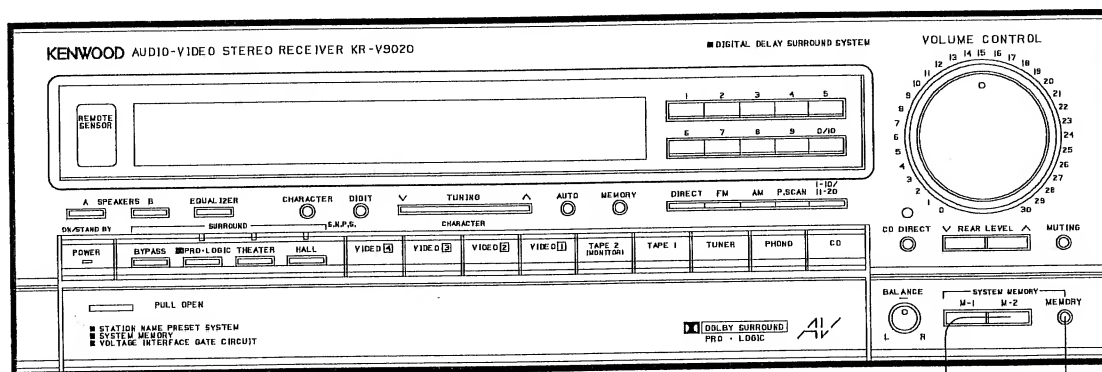 KENWOOD AUDIO-VIDEO STEREO RECEIVER KR-V9020
DIGITAL DELAY SURROUND SYSTEM
VOLUME CONTROL
0 1 2 3 4 5 6 7 8 9 10 11 12 13 14 15 16 17 18 19 20 21 22 23 24 25 26 27 28 29 30
REMOTE
SENSOR
1 2 3 4 5
6 7 8 9 0/10
A SPEAKERS B
EQUALIZER
CHARACTER
DIGIT
TUNING
AUTO
MEMORY
DIRECT
FM
AM
P.SCAN
1-10/
11-20
ON/STAND BY
SURROUND
S.N.P.S.
CHARACTER
POWER
BYPASS
PRO-LOGIC
THEATER
HALL
VIDEO 4
VIDEO 3
VIDEO 2
VIDEO 1
TAPE 2
(MONITOR)
TAPE 1
TUNER
PHONO
CD
CD DIRECT
REAR LEVEL
MUTING
PULL OPEN
STATION NAME PRESET SYSTEM
SYSTEM MEMORY
VOLTAGE INTERFACE GATE CIRCUIT
DOLBY SURROUND
PRO · LOGIC
AV
BALANCE
L R
SYSTEM MEMORY
M-1 M-2
MEMORY